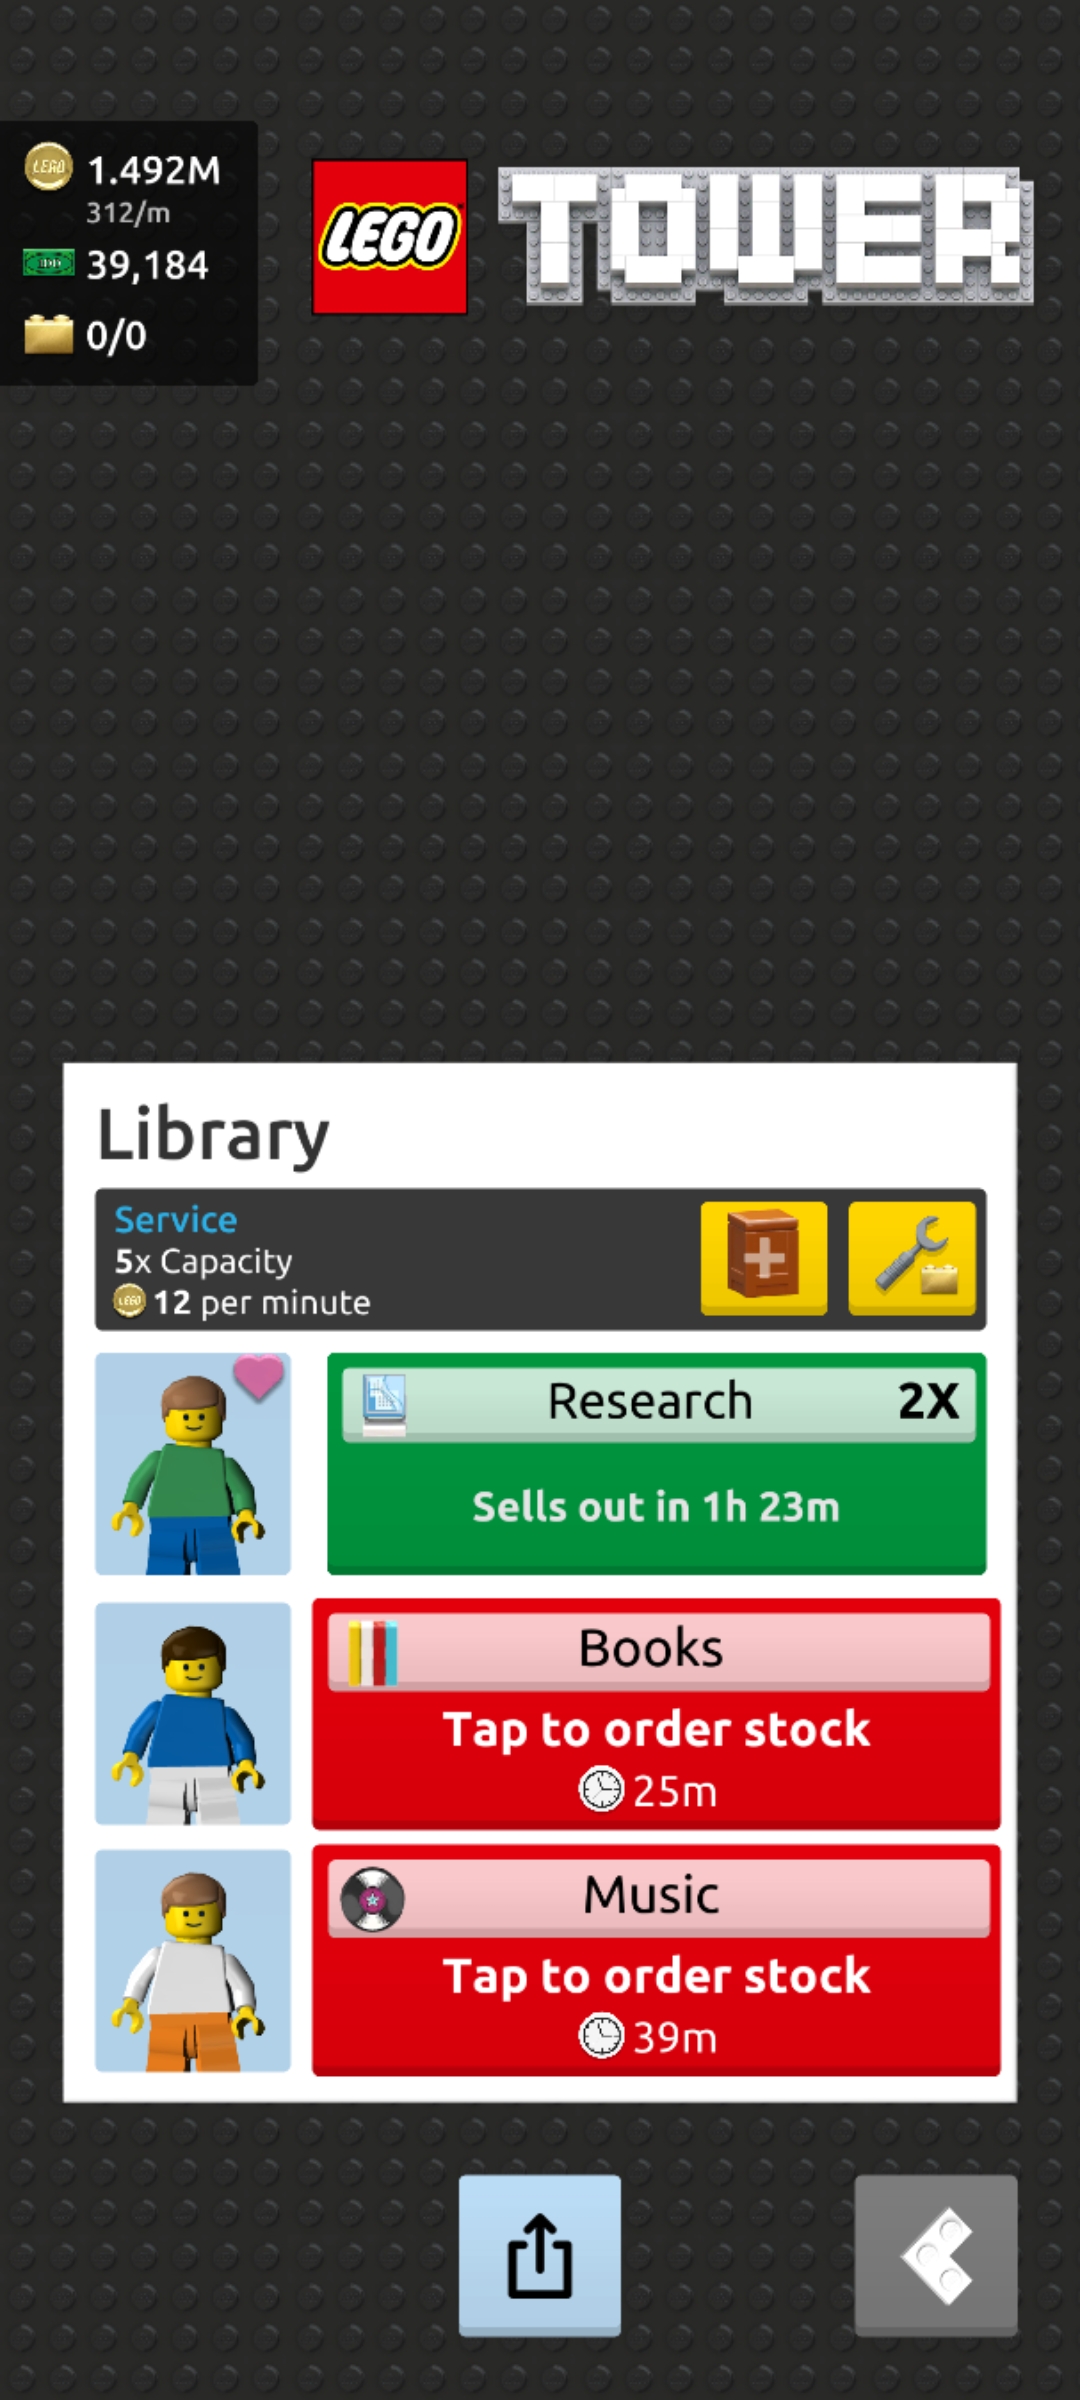 1.492M
312/m
39,184
0/0
LEGO
TOWER
Library
Service
5x Capacity
12 per minute
Research 2X
Sells out in 1h 23m
Books
Tap to order stock
25m
Music
Tap to order stock
39m